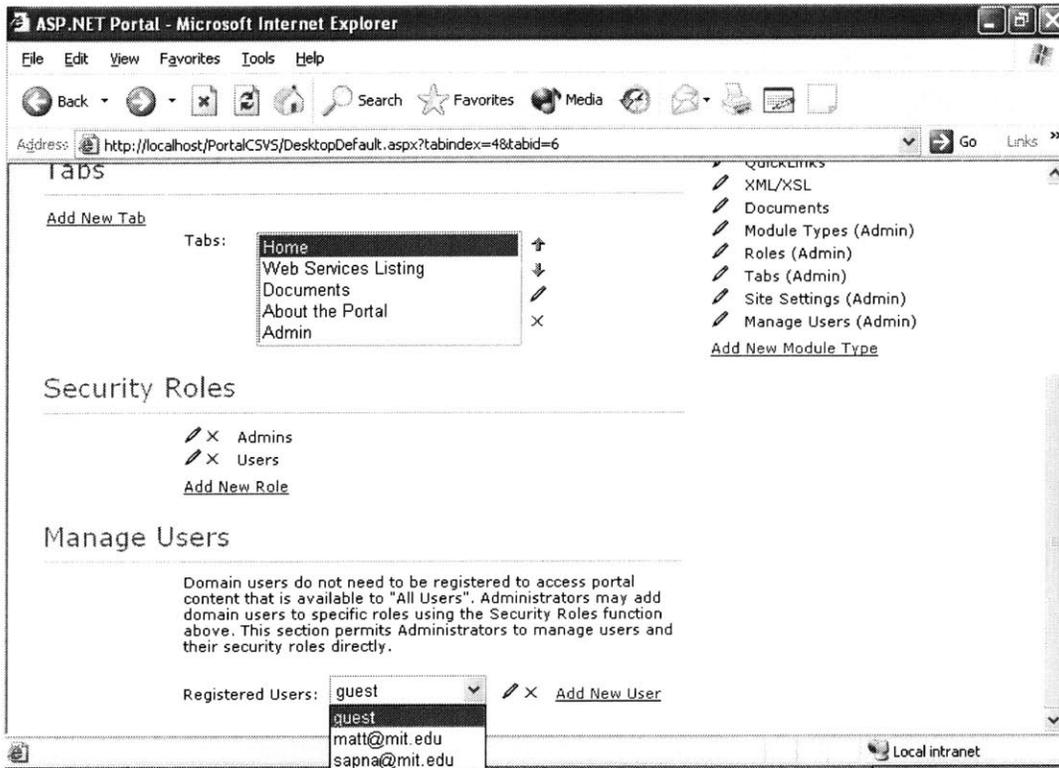 ASP.NET Portal - Microsoft Internet Explorer
File Edit View Favorites Tools Help
Back Search Favorites Media
Address http://localhost/PortalCSVS/DesktopDefault.aspx?tabindex=4&tabid=6 Go Links »
Tabs
Add New Tab
Tabs:
Home
Web Services Listing
Documents
About the Portal
Admin
QuickLinks
XML/XSL
Documents
Module Types (Admin)
Roles (Admin)
Tabs (Admin)
Site Settings (Admin)
Manage Users (Admin)
Add New Module Type
Security Roles
Admins
Users
Add New Role
Manage Users
Domain users do not need to be registered to access portal
content that is available to "All Users". Administrators may add
domain users to specific roles using the Security Roles function
above. This section permits Administrators to manage users and
their security roles directly.
Registered Users: guest Add New User
guest
matt@mit.edu
sapna@mit.edu
Local intranet